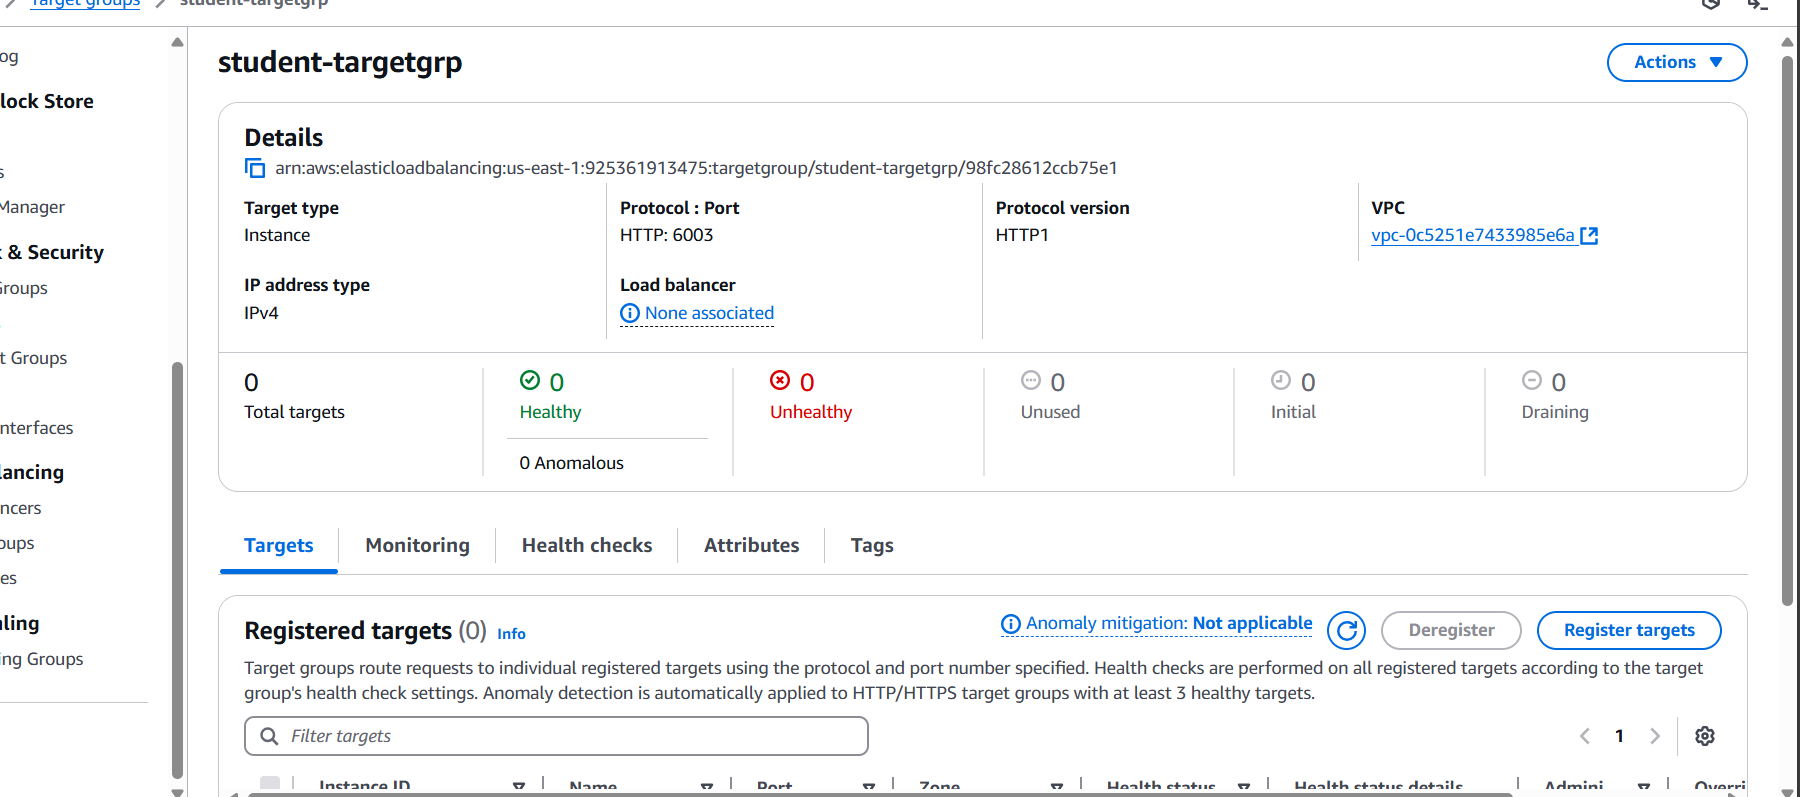 Target groups
student-targetgrp
og
lock Store
s
Manager
& Security
Groups
t Groups
nterfaces
lancing
ncers
oups
es
ling
ing Groups
student-targetgrp
Actions
Details
arn:aws:elasticloadbalancing:us-east-1:925361913475:targetgroup/student-targetgrp/98fc28612ccb75e1
Target type
Instance
Protocol : Port
HTTP: 6003
Protocol version
HTTP1
VPC
vpc-0c5251e7433985e6a
IP address type
IPv4
Load balancer
None associated
0
Total targets
0
Healthy
0 Anomalous
0
Unhealthy
0
Unused
0
Initial
0
Draining
Targets
Monitoring
Health checks
Attributes
Tags
Registered targets (0) Info
Anomaly mitigation: Not applicable
Deregister
Register targets
Target groups route requests to individual registered targets using the protocol and port number specified. Health checks are performed on all registered targets according to the target
group's health check settings. Anomaly detection is automatically applied to HTTP/HTTPS target groups with at least 3 healthy targets.
Filter targets
1
Instance ID
Name
Port
Zone
Health status
Health status details
Admini
Overri